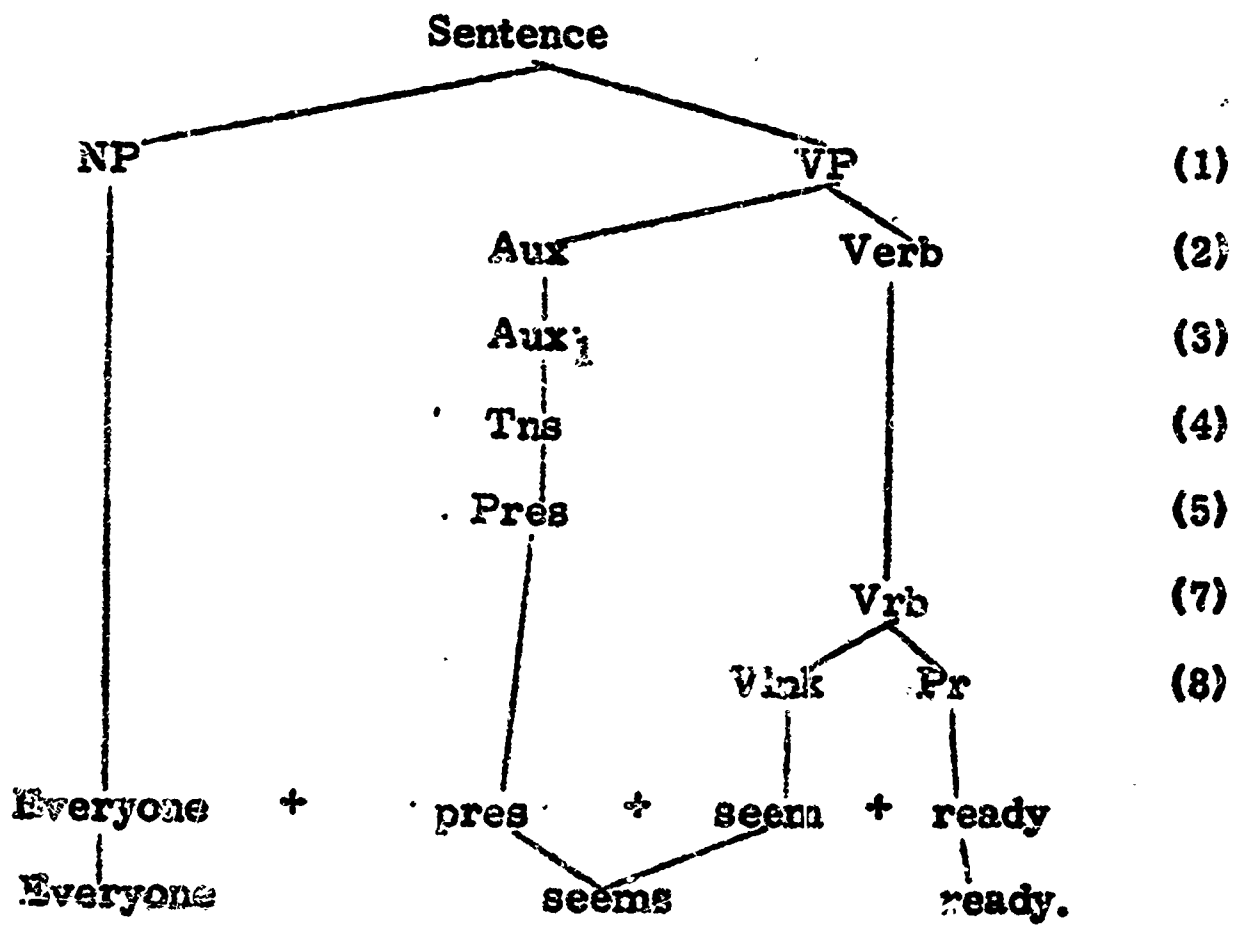 Sentence
NP VP (1)
Aux Verb (2)
Aux₁ (3)
Tns (4)
Pres (5)
Vrb (7)
Vlnk Pr (8)
Everyone + pres + seem + ready
Everyone seems ready.